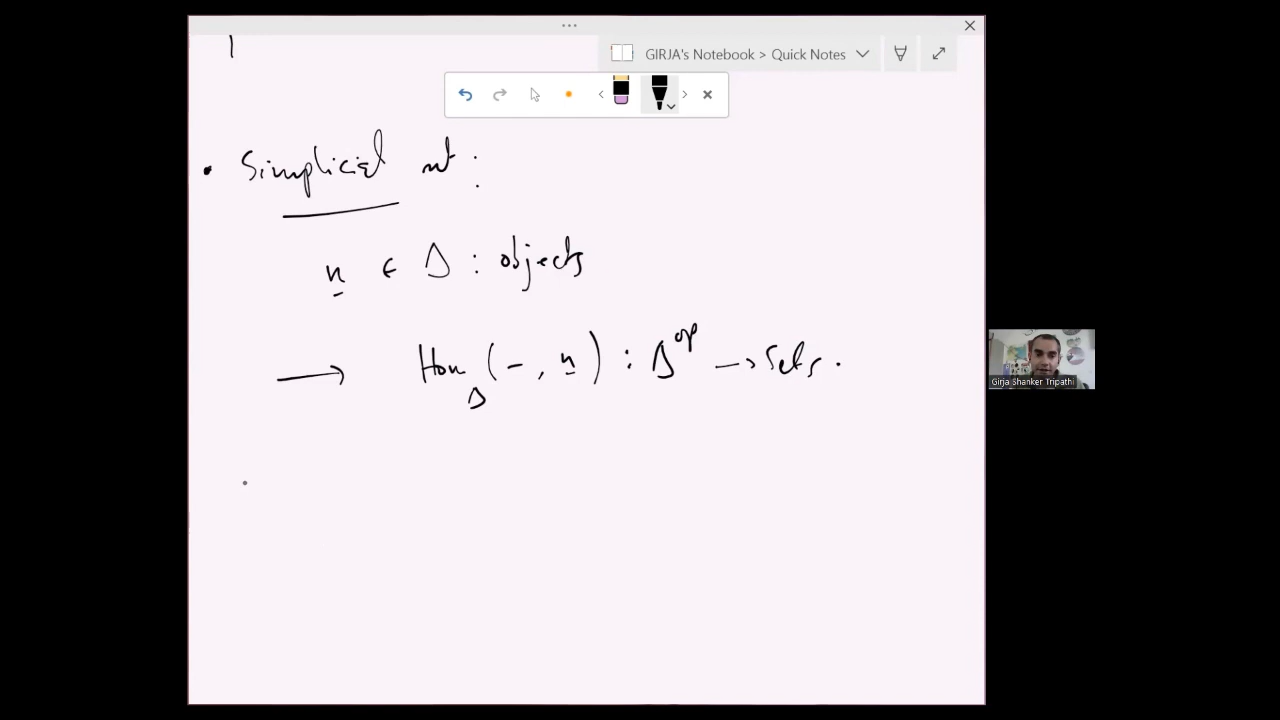 GIRJA's Notebook > Quick Notes
• Simplicial set :
n ∈ Δ : objects
⟶ Hom_Δ (– , n) : Δ^op ⟶ Sets .
Girja Shanker Tripathi